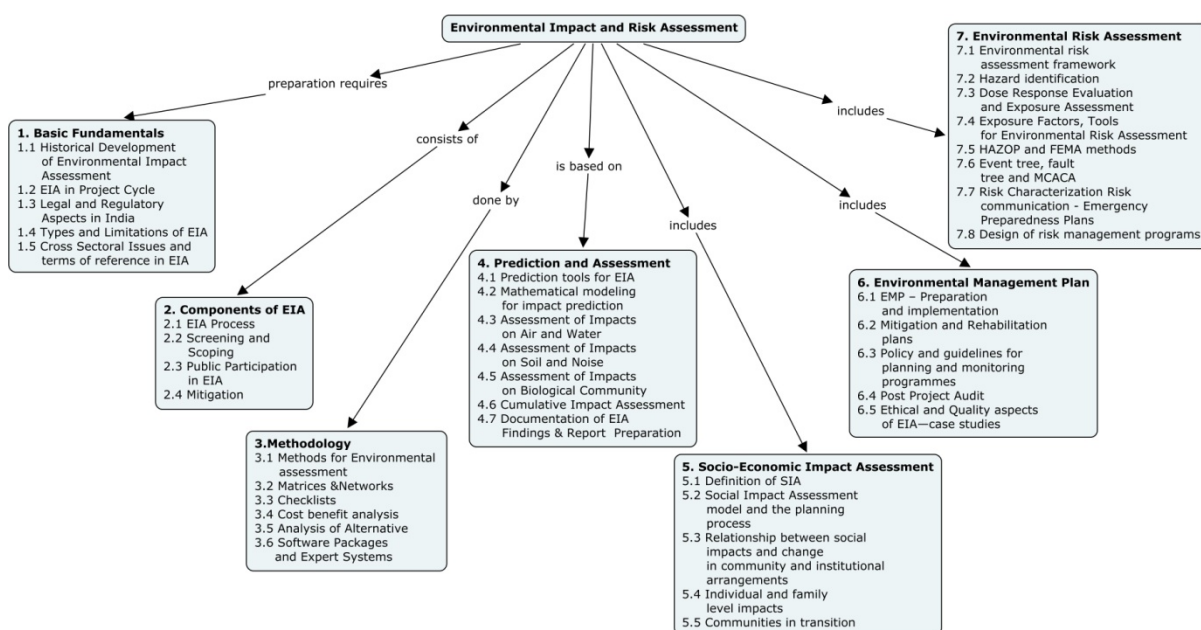 Environmental Impact and Risk Assessment
preparation requires
consists of
done by
is based on
includes
includes
includes
1. Basic Fundamentals
1.1 Historical Development
of Environmental Impact
Assessment
1.2 EIA in Project Cycle
1.3 Legal and Regulatory
Aspects in India
1.4 Types and Limitations of EIA
1.5 Cross Sectoral Issues and
terms of reference in EIA
2. Components of EIA
2.1 EIA Process
2.2 Screening and
Scoping
2.3 Public Participation
in EIA
2.4 Mitigation
3.Methodology
3.1 Methods for Environmental
assessment
3.2 Matrices &Networks
3.3 Checklists
3.4 Cost benefit analysis
3.5 Analysis of Alternative
3.6 Software Packages
and Expert Systems
4. Prediction and Assessment
4.1 Prediction tools for EIA
4.2 Mathematical modeling
for impact prediction
4.3 Assessment of Impacts
on Air and Water
4.4 Assessment of Impacts
on Soil and Noise
4.5 Assessment of Impacts
on Biological Community
4.6 Cumulative Impact Assessment
4.7 Documentation of EIA
Findings & Report Preparation
5. Socio-Economic Impact Assessment
5.1 Definition of SIA
5.2 Social Impact Assessment
model and the planning
process
5.3 Relationship between social
impacts and change
in community and institutional
arrangements
5.4 Individual and family
level impacts
5.5 Communities in transition
6. Environmental Management Plan
6.1 EMP – Preparation
and implementation
6.2 Mitigation and Rehabilitation
plans
6.3 Policy and guidelines for
planning and monitoring
programmes
6.4 Post Project Audit
6.5 Ethical and Quality aspects
of EIA—case studies
7. Environmental Risk Assessment
7.1 Environmental risk
assessment framework
7.2 Hazard identification
7.3 Dose Response Evaluation
and Exposure Assessment
7.4 Exposure Factors, Tools
for Environmental Risk Assessment
7.5 HAZOP and FEMA methods
7.6 Event tree, fault
tree and MCACA
7.7 Risk Characterization Risk
communication - Emergency
Preparedness Plans
7.8 Design of risk management programs